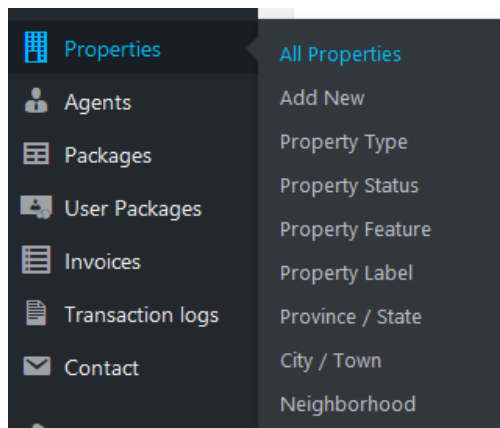 Properties
Agents
Packages
User Packages
Invoices
Transaction logs
Contact
All Properties
Add New
Property Type
Property Status
Property Feature
Property Label
Province / State
City / Town
Neighborhood